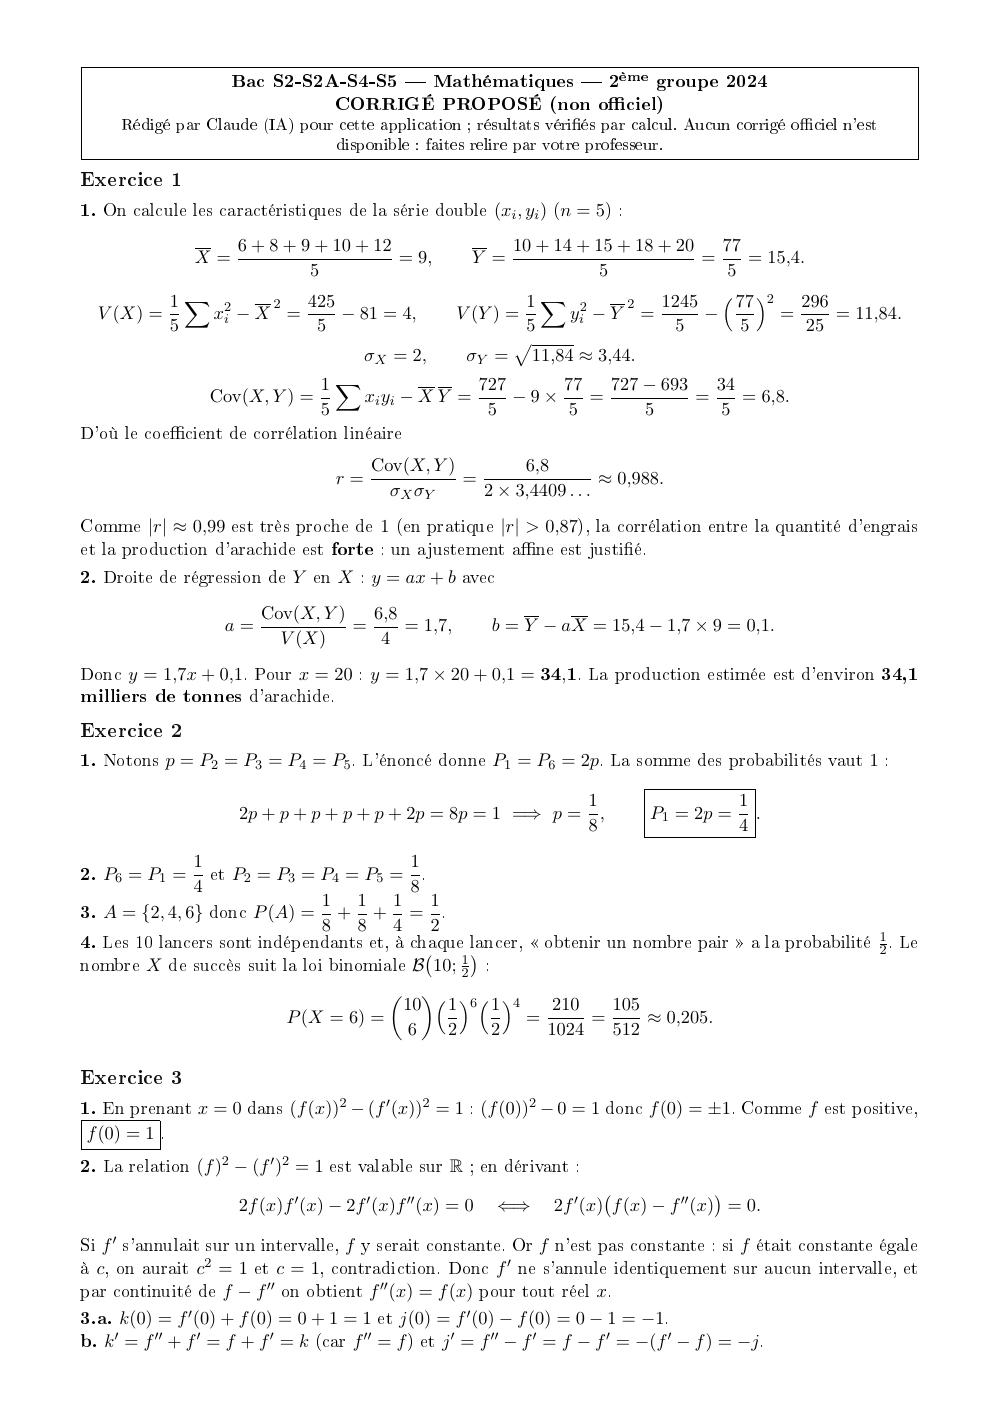 Bac S2-S2A-S4-S5 — Mathématiques — 2ème groupe 2024
CORRIGÉ PROPOSÉ (non officiel)
Rédigé par Claude (IA) pour cette application ; résultats vérifiés par calcul. Aucun corrigé officiel n'est
disponible : faites relire par votre professeur.
Exercice 1
1. On calcule les caractéristiques de la série double (x_i, y_i) (n = 5) :
X̄ = (6 + 8 + 9 + 10 + 12)/5 = 9, Ȳ = (10 + 14 + 15 + 18 + 20)/5 = 77/5 = 15,4.
V(X) = 1/5 ∑ x_i² − X̄² = 425/5 − 81 = 4, V(Y) = 1/5 ∑ y_i² − Ȳ² = 1245/5 − (77/5)² = 296/25 = 11,84.
σ_X = 2, σ_Y = √11,84 ≈ 3,44.
Cov(X, Y) = 1/5 ∑ x_i y_i − X̄ Ȳ = 727/5 − 9 × 77/5 = (727 − 693)/5 = 34/5 = 6,8.
D'où le coefficient de corrélation linéaire
r = Cov(X, Y)/(σ_X σ_Y) = 6,8/(2 × 3,4409…) ≈ 0,988.
Comme |r| ≈ 0,99 est très proche de 1 (en pratique |r| > 0,87), la corrélation entre la quantité d'engrais
et la production d'arachide est forte : un ajustement affine est justifié.
2. Droite de régression de Y en X : y = ax + b avec
a = Cov(X, Y)/V(X) = 6,8/4 = 1,7, b = Ȳ − aX̄ = 15,4 − 1,7 × 9 = 0,1.
Donc y = 1,7x + 0,1. Pour x = 20 : y = 1,7 × 20 + 0,1 = 34,1. La production estimée est d'environ 34,1
milliers de tonnes d'arachide.
Exercice 2
1. Notons p = P₂ = P₃ = P₄ = P₅. L'énoncé donne P₁ = P₆ = 2p. La somme des probabilités vaut 1 :
2p + p + p + p + p + 2p = 8p = 1 ⟹ p = 1/8, P₁ = 2p = 1/4.
2. P₆ = P₁ = 1/4 et P₂ = P₃ = P₄ = P₅ = 1/8.
3. A = {2, 4, 6} donc P(A) = 1/8 + 1/8 + 1/4 = 1/2.
4. Les 10 lancers sont indépendants et, à chaque lancer, « obtenir un nombre pair » a la probabilité 1/2. Le
nombre X de succès suit la loi binomiale ℬ(10; 1/2) :
P(X = 6) = (10 6)(1/2)⁶(1/2)⁴ = 210/1024 = 105/512 ≈ 0,205.
Exercice 3
1. En prenant x = 0 dans (f(x))² − (f′(x))² = 1 : (f(0))² − 0 = 1 donc f(0) = ±1. Comme f est positive,
f(0) = 1.
2. La relation (f)² − (f′)² = 1 est valable sur ℝ ; en dérivant :
2f(x)f′(x) − 2f′(x)f″(x) = 0 ⟺ 2f′(x)(f(x) − f″(x)) = 0.
Si f′ s'annulait sur un intervalle, f y serait constante. Or f n'est pas constante : si f était constante égale
à c, on aurait c² = 1 et c = 1, contradiction. Donc f′ ne s'annule identiquement sur aucun intervalle, et
par continuité de f − f″ on obtient f″(x) = f(x) pour tout réel x.
3.a. k(0) = f′(0) + f(0) = 0 + 1 = 1 et j(0) = f′(0) − f(0) = 0 − 1 = −1.
b. k′ = f″ + f′ = f + f′ = k (car f″ = f) et j′ = f″ − f′ = f − f′ = −(f′ − f) = −j.